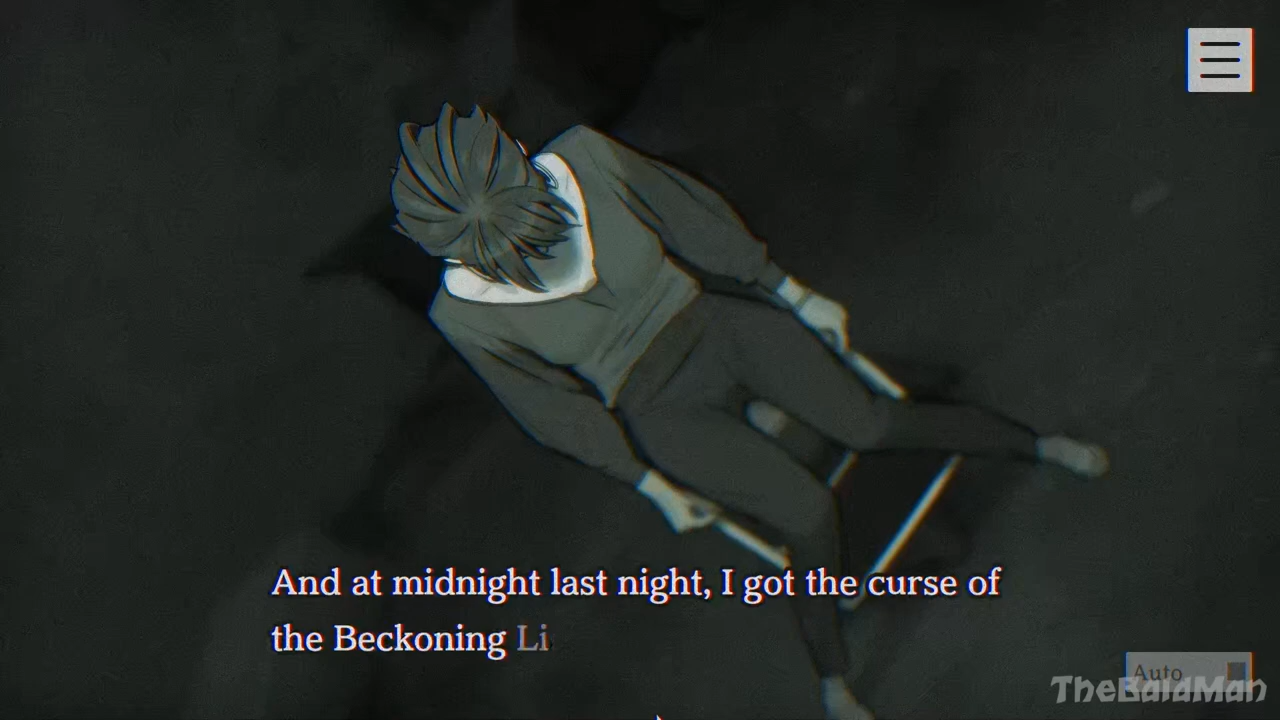 And at midnight last night, I got the curse of
the Beckoning Li
Auto
TheBaldMan